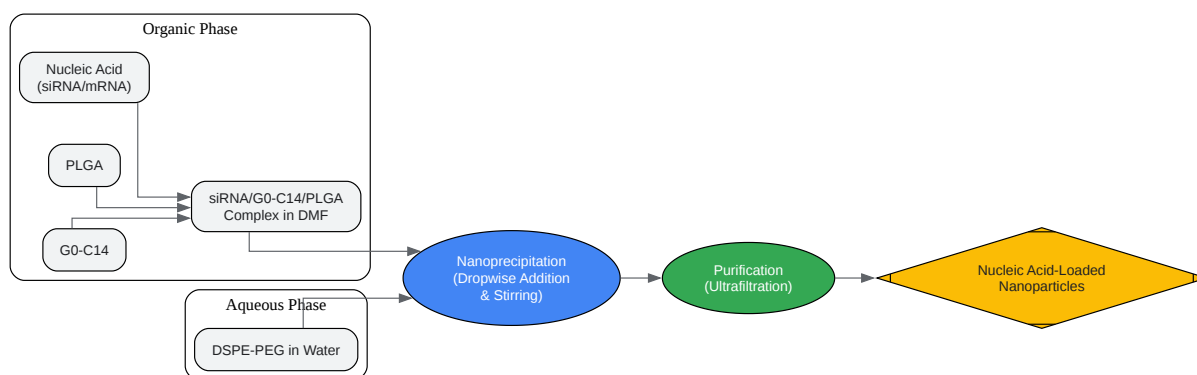 Organic Phase
Nucleic Acid
(siRNA/mRNA)
PLGA
G0-C14
siRNA/G0-C14/PLGA
Complex in DMF
Aqueous Phase
DSPE-PEG in Water
Nanoprecipitation
(Dropwise Addition
& Stirring)
Purification
(Ultrafiltration)
Nucleic Acid-Loaded
Nanoparticles